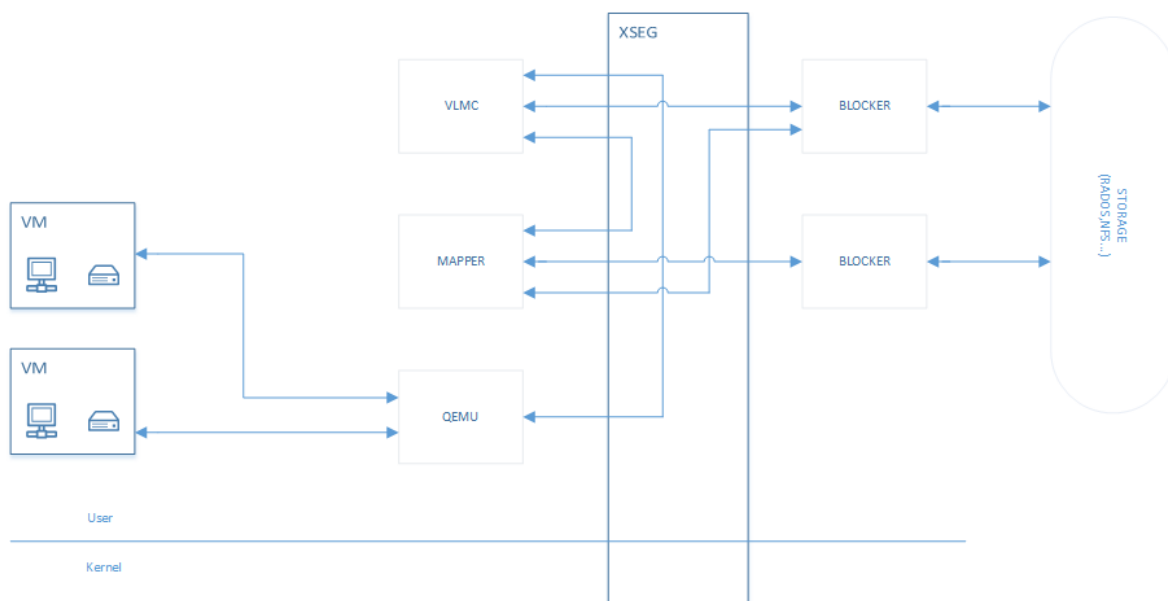 XSEG
VLMC
BLOCKER
STORAGE
(RADOS,NFS...)
VM
MAPPER
BLOCKER
VM
QEMU
User
Kernel